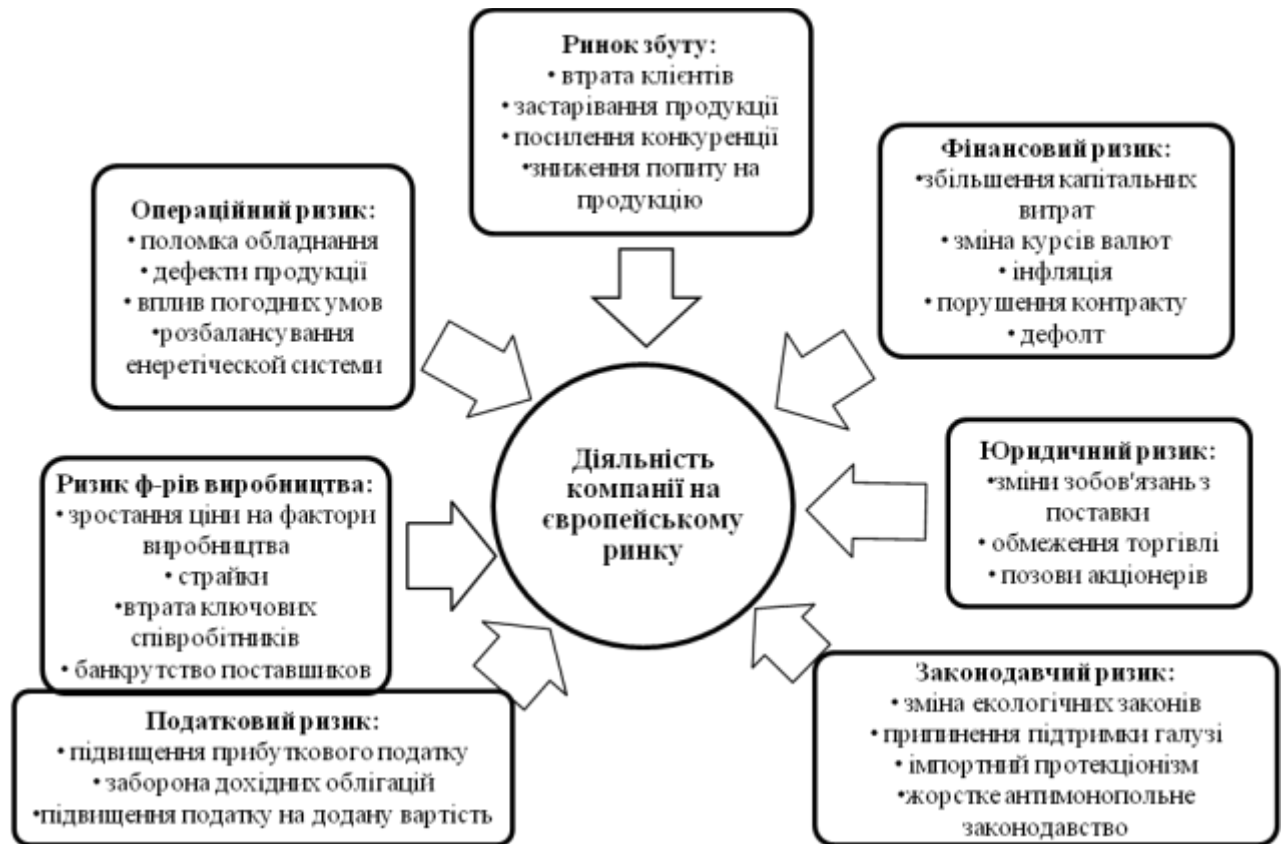 Ринок збуту:
• втрата клієнтів
• застарівання продукції
• посилення конкуренції
•зниження попиту на
продукцію
Операційний ризик:
• поломка обладнання
• дефекти продукції
• вплив погодних умов
•розбалансування
енеретіческой системи
Фінансовий ризик:
•збільшення капітальних
витрат
• зміна курсів валют
• інфляція
• порушення контракту
• дефолт
Діяльність
компанії на
європейському
ринку
Ризик ф-рів виробництва:
• зростання ціни на фактори
виробництва
• страйки
•втрата ключових
співробітників
• банкрутство поставшиков
Юридичний ризик:
•зміни зобов'язань з
поставки
• обмеження торгівлі
• позови акціонерів
Податковий ризик:
• підвищення прибуткового податку
• заборона дохідних облігацій
•підвищення податку на додану вартість
Законодавчий ризик:
• зміна екологічних законів
•припинення підтримки галузі
• імпортний протекціонізм
•жорстке антимонопольне
законодавство